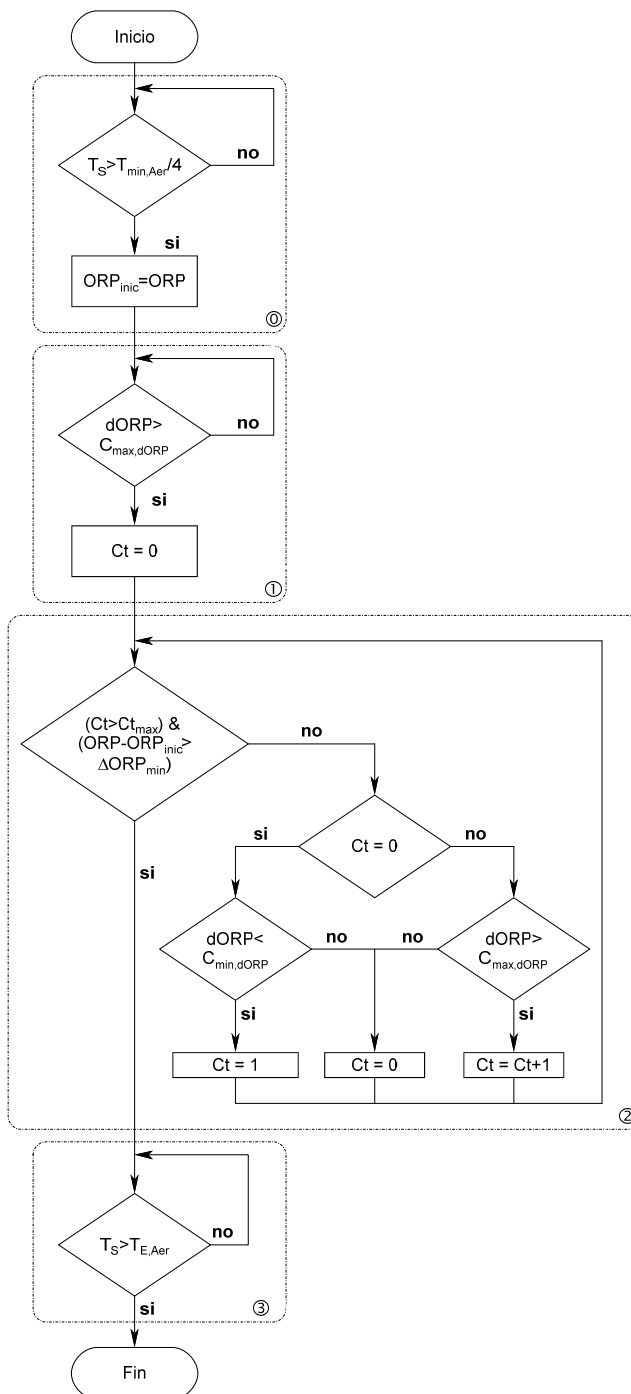 Inicio
T_S>T_min,Aer/4
no
si
ORP_inic=ORP
⓪
dORP>
C_max,dORP
no
si
Ct = 0
①
(Ct>Ct_max) &
(ORP-ORP_inic>
ΔORP_min)
no
si
Ct = 0
si
no
dORP<
C_min,dORP
no
no
dORP>
C_max,dORP
si
si
Ct = 1
Ct = 0
Ct = Ct+1
②
T_S>T_E,Aer
no
si
③
Fin